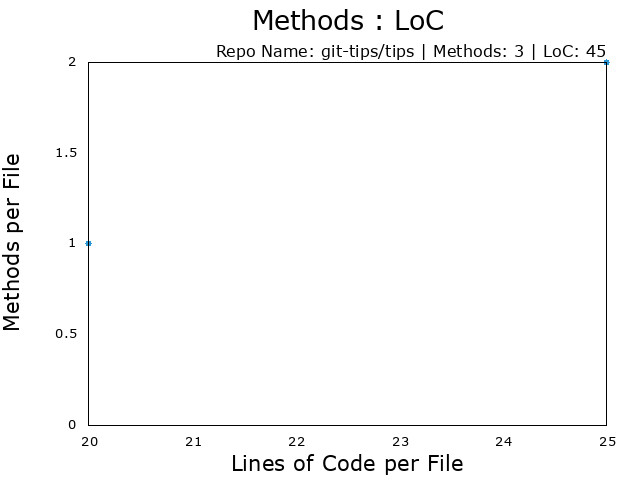 Methods : LoC
Repo Name: git-tips/tips | Methods: 3 | LoC: 45
2
1.5
1
0.5
0
Methods per File
20 21 22 23 24 25
Lines of Code per File